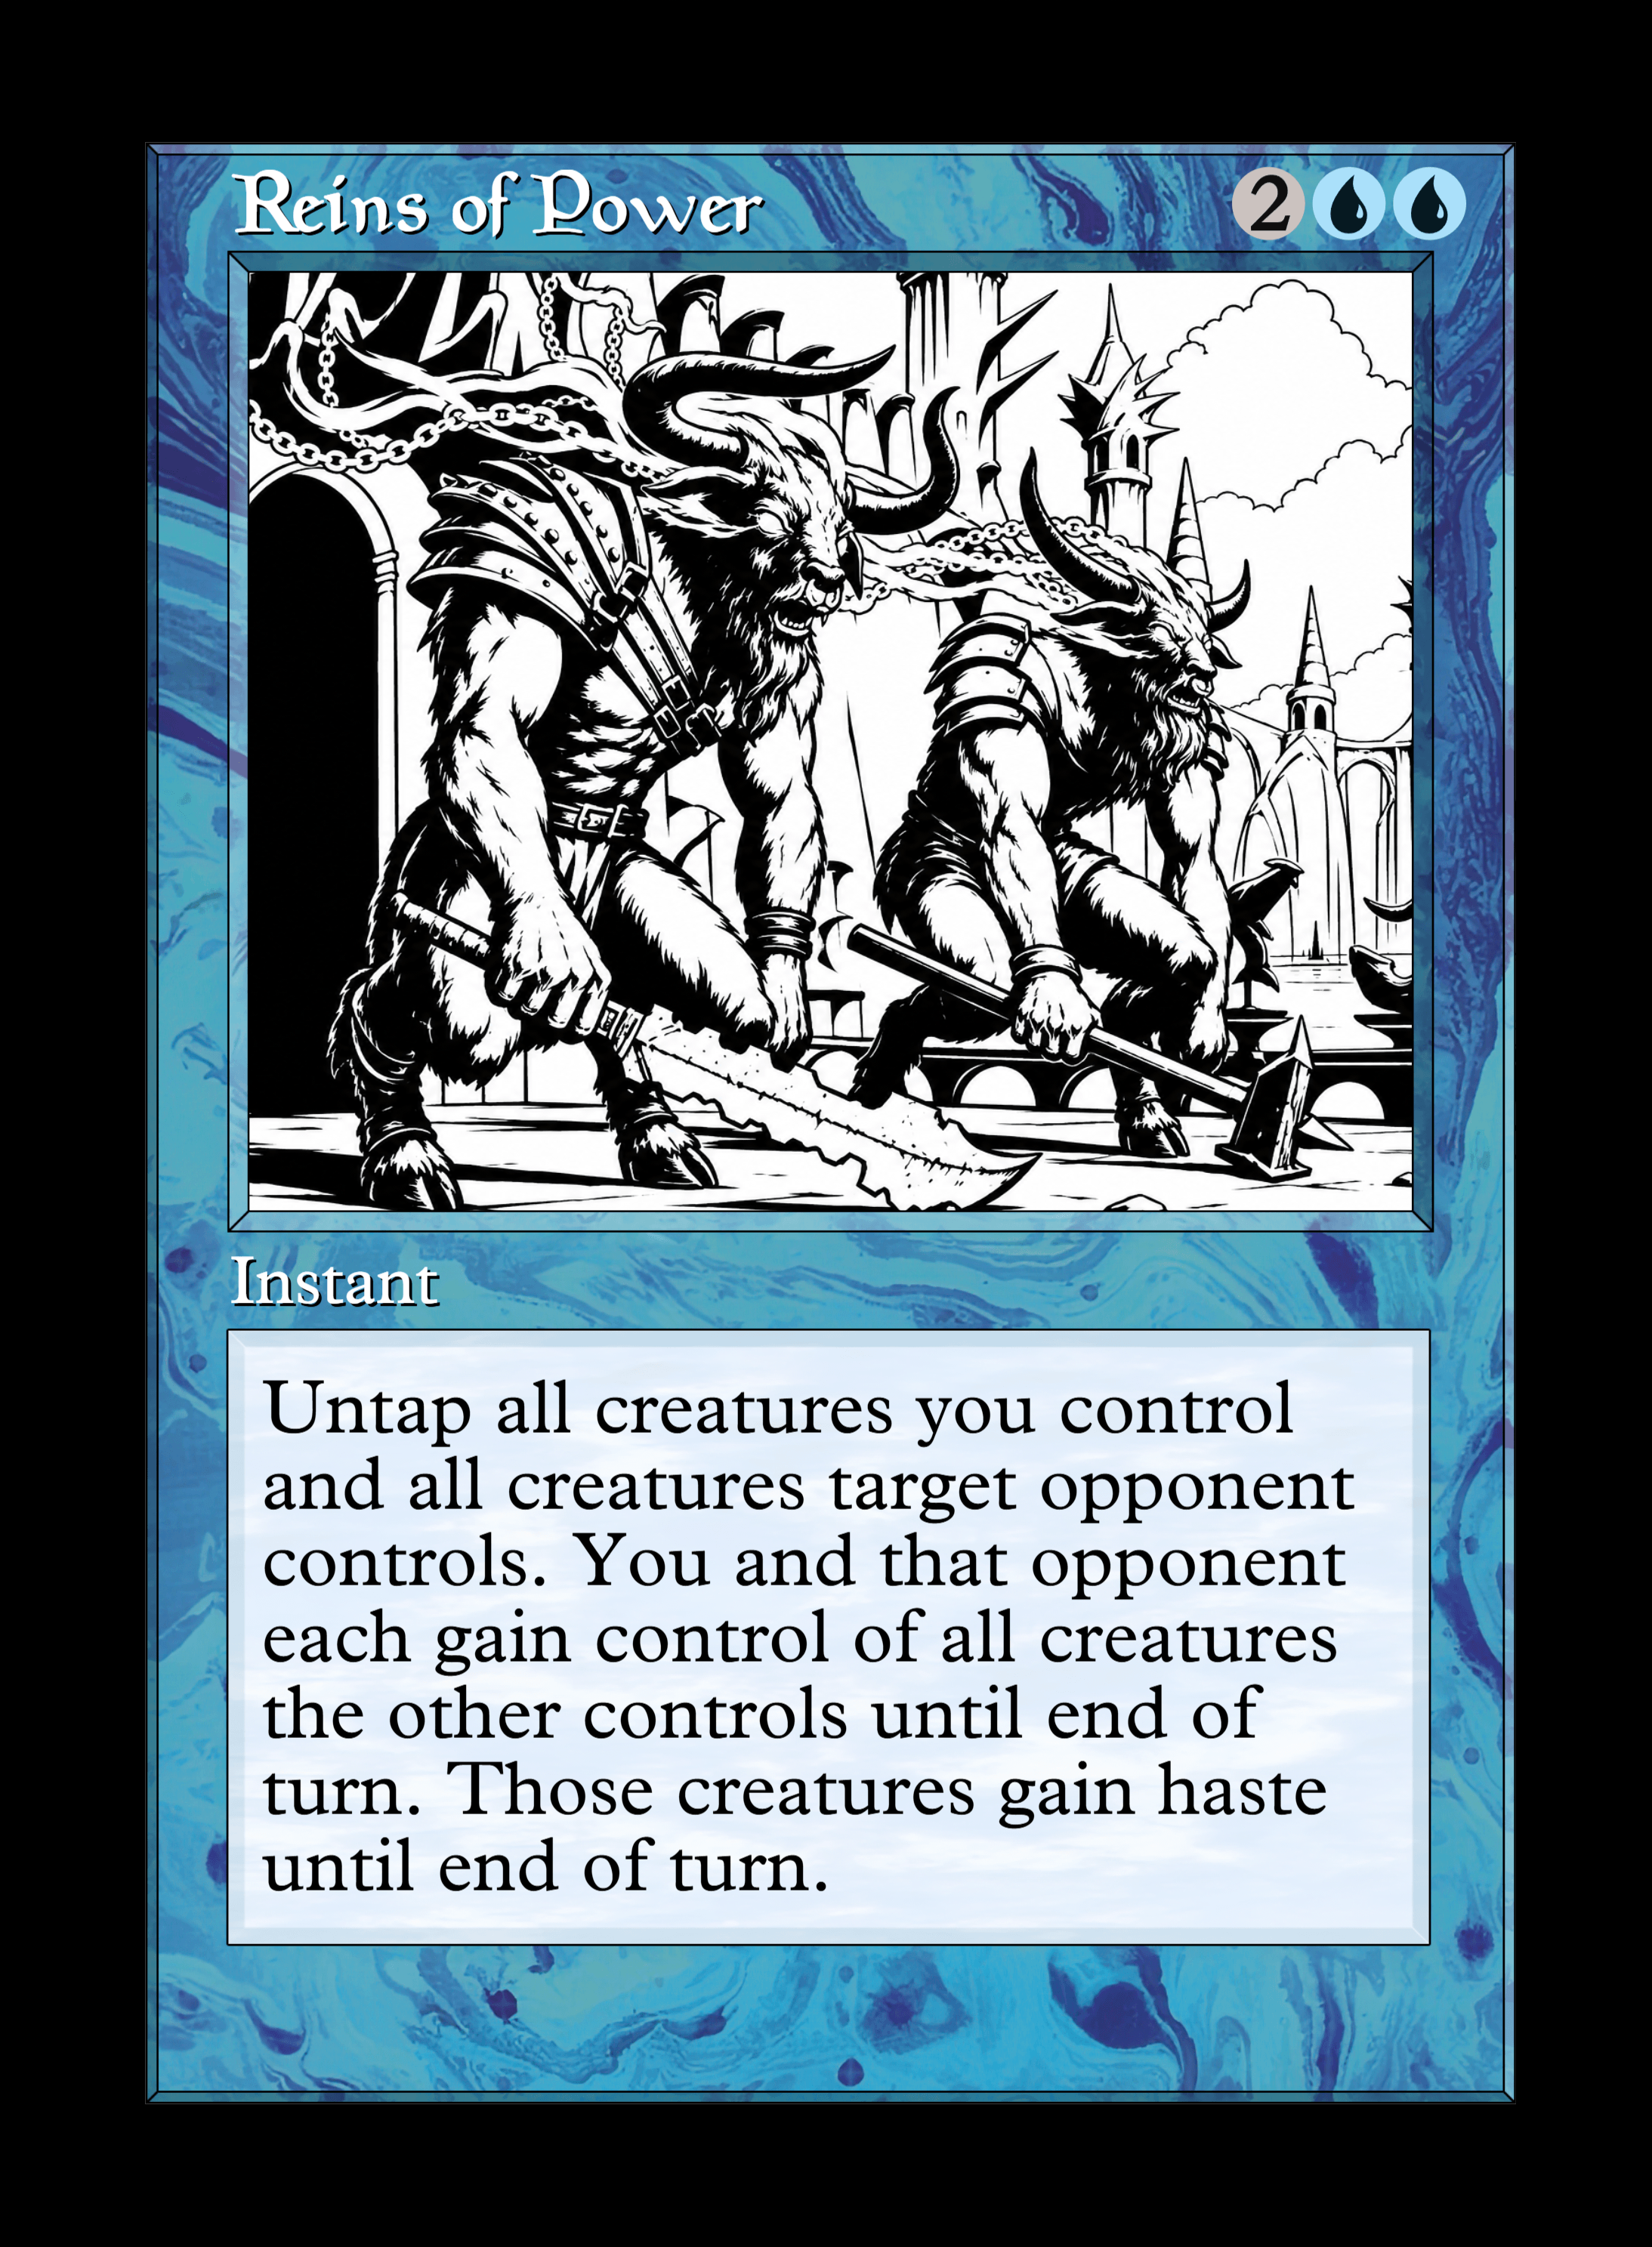 Reins of Power 2
Instant
Untap all creatures you control
and all creatures target opponent
controls. You and that opponent
each gain control of all creatures
the other controls until end of
turn. Those creatures gain haste
until end of turn.